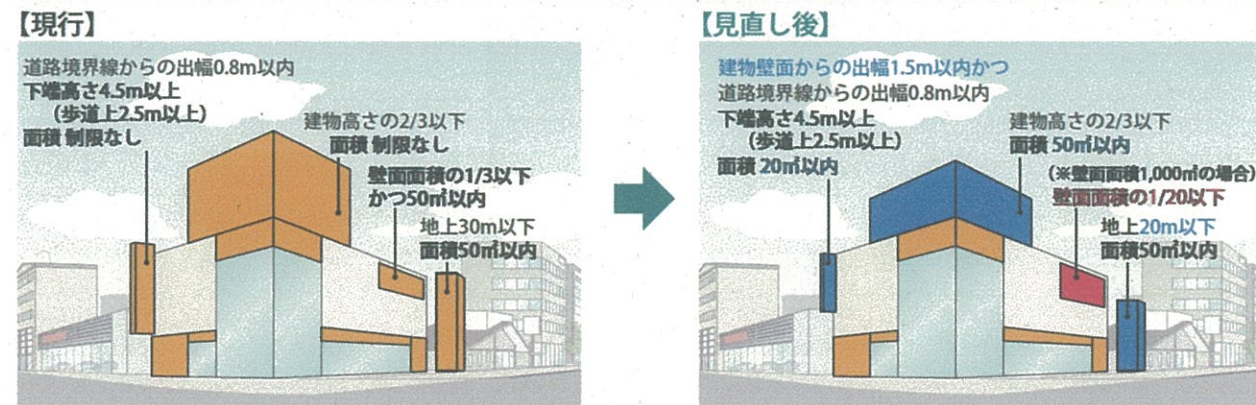 【現行】
道路境界線からの出幅0.8m以内
下端高さ4.5m以上
(歩道上2.5m以上)
面積 制限なし
建物高さの2/3以下
面積 制限なし
壁面面積の1/3以下
かつ50㎡以内
地上30m以下
面積50㎡以内
【見直し後】
建物壁面からの出幅1.5m以内かつ
道路境界線からの出幅0.8m以内
下端高さ4.5m以上
(歩道上2.5m以上)
面積 20㎡以内
建物高さの2/3以下
面積 50㎡以内
(※壁面面積1,000㎡の場合)
壁面面積の1/20以下
地上20m以下
面積50㎡以内